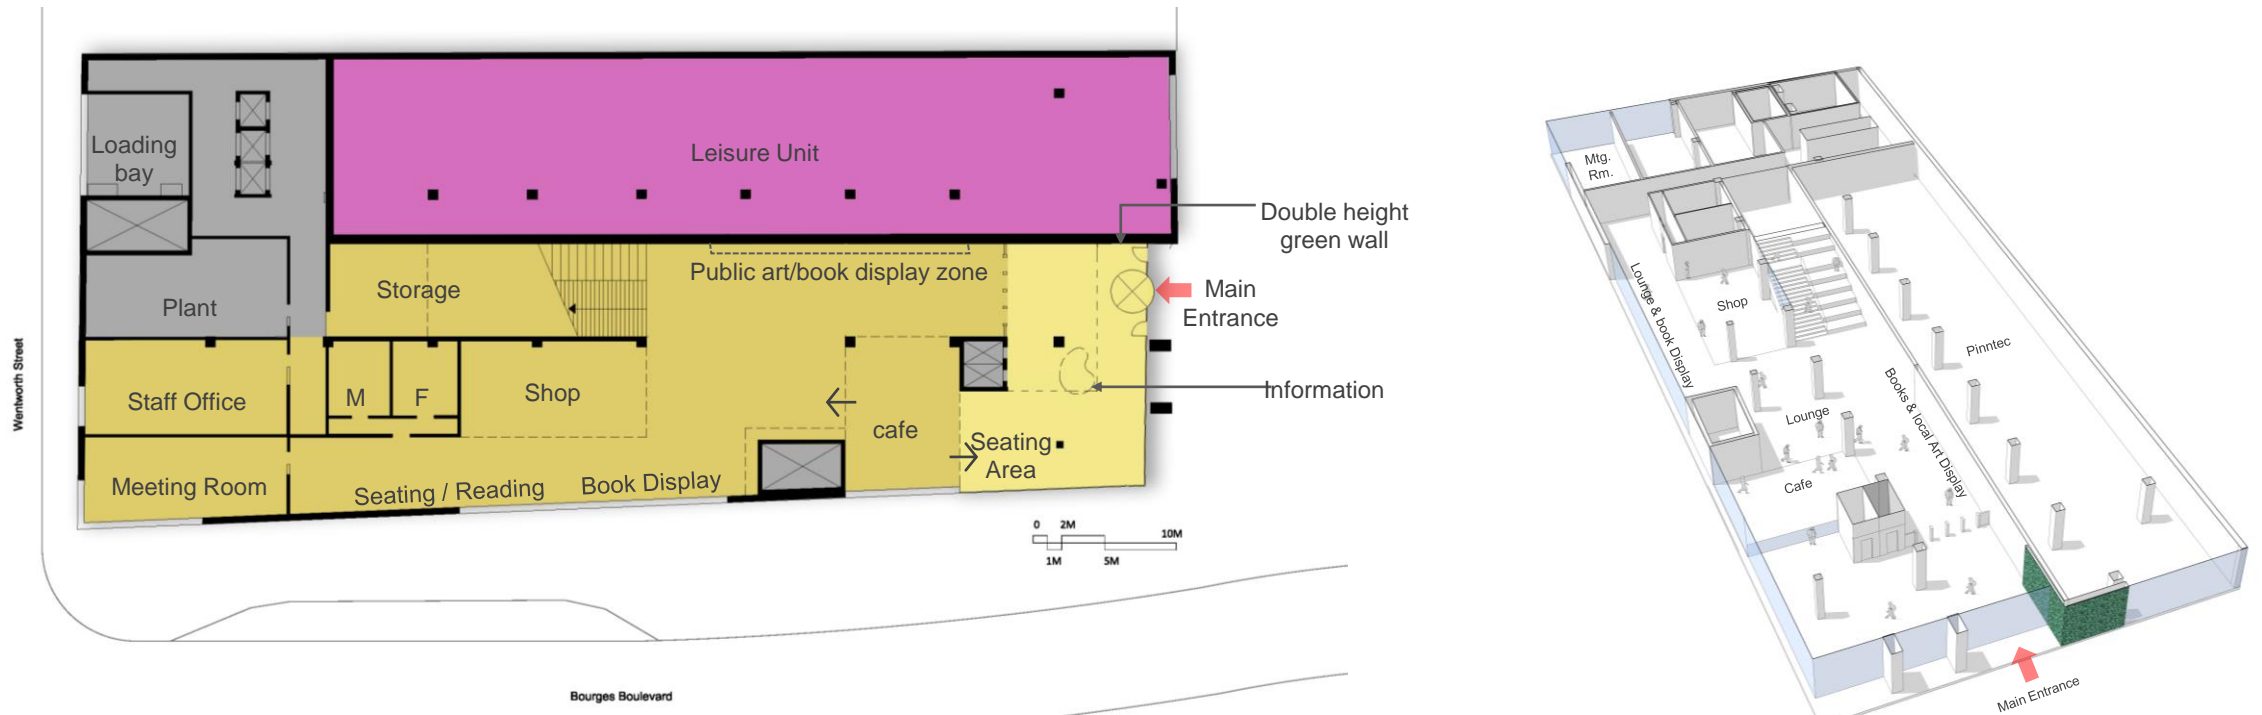 Loading
bay
Leisure Unit
Double height
green wall
Public art/book display zone
Storage
Main
Entrance
Plant
Wentworth Street
Staff Office
M
F
Shop
Information
cafe
Seating
Area
Meeting Room
Seating / Reading
Book Display
0
2M
10M
1M
5M
Bourges Boulevard
Mtg.
Rm.
Lounge & book Display
Shop
Pinntec
Lounge
Books & local Art Display
Cafe
Main Entrance